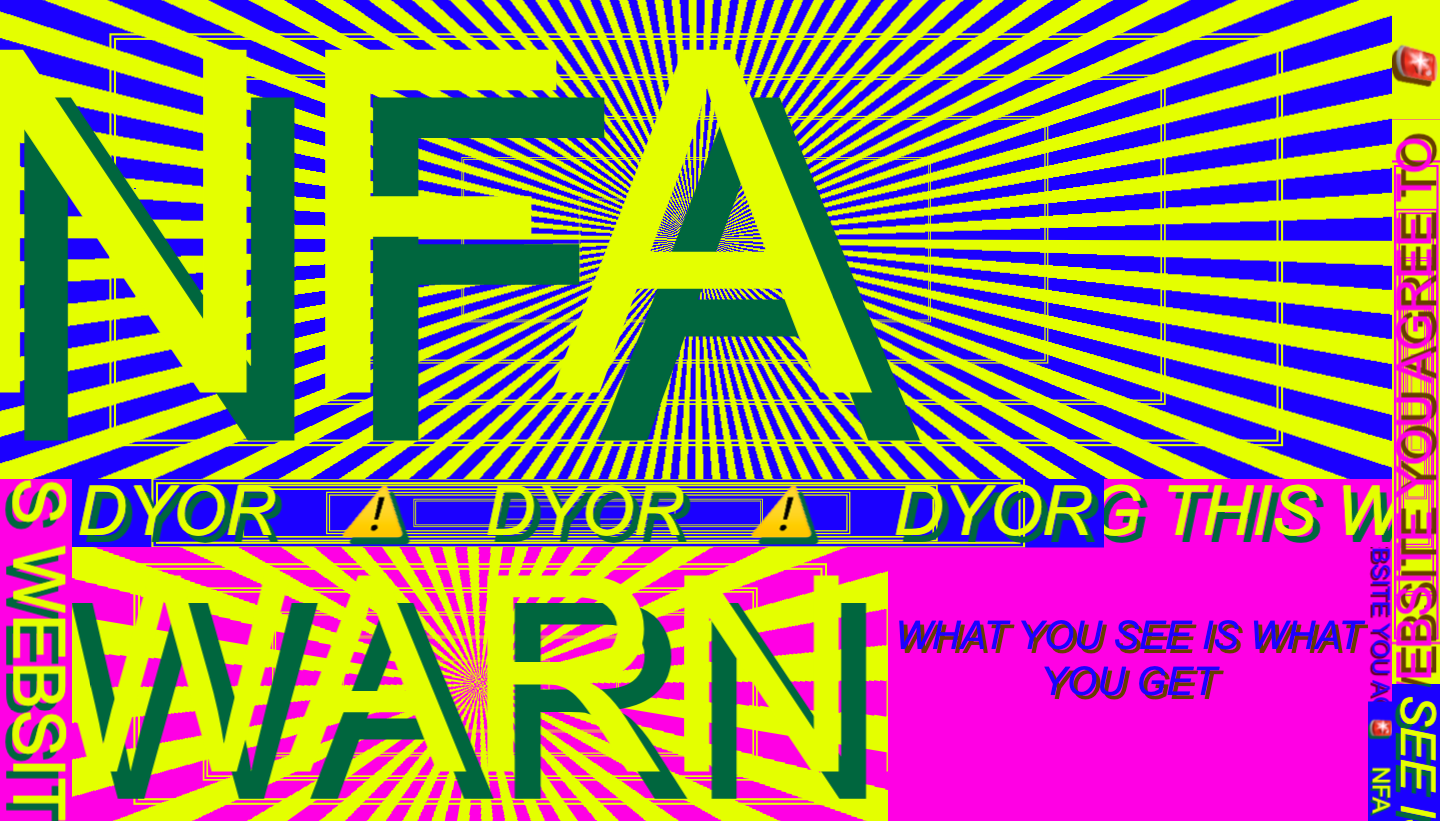 NFA
DYOR ⚠️ DYOR ⚠️ DYOR
G THIS W
WARN
WHAT YOU SEE IS WHAT
YOU GET
S WEBSIT
BSITE YOU A
🚨 NFA
🚨
EBSITE YOU AGREE TO
SEE I